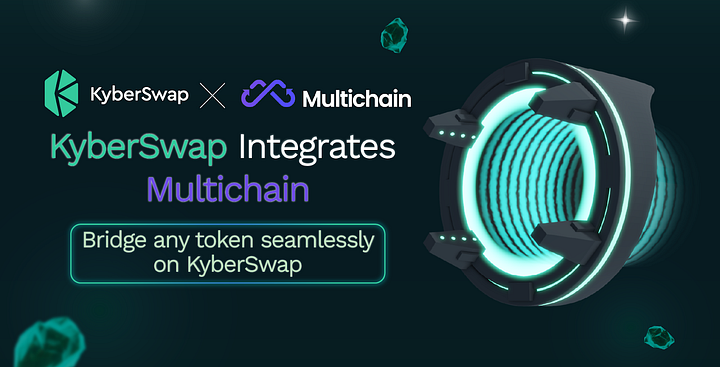 KyberSwap Multichain
KyberSwap Integrates
Multichain
Bridge any token seamlessly
on KyberSwap